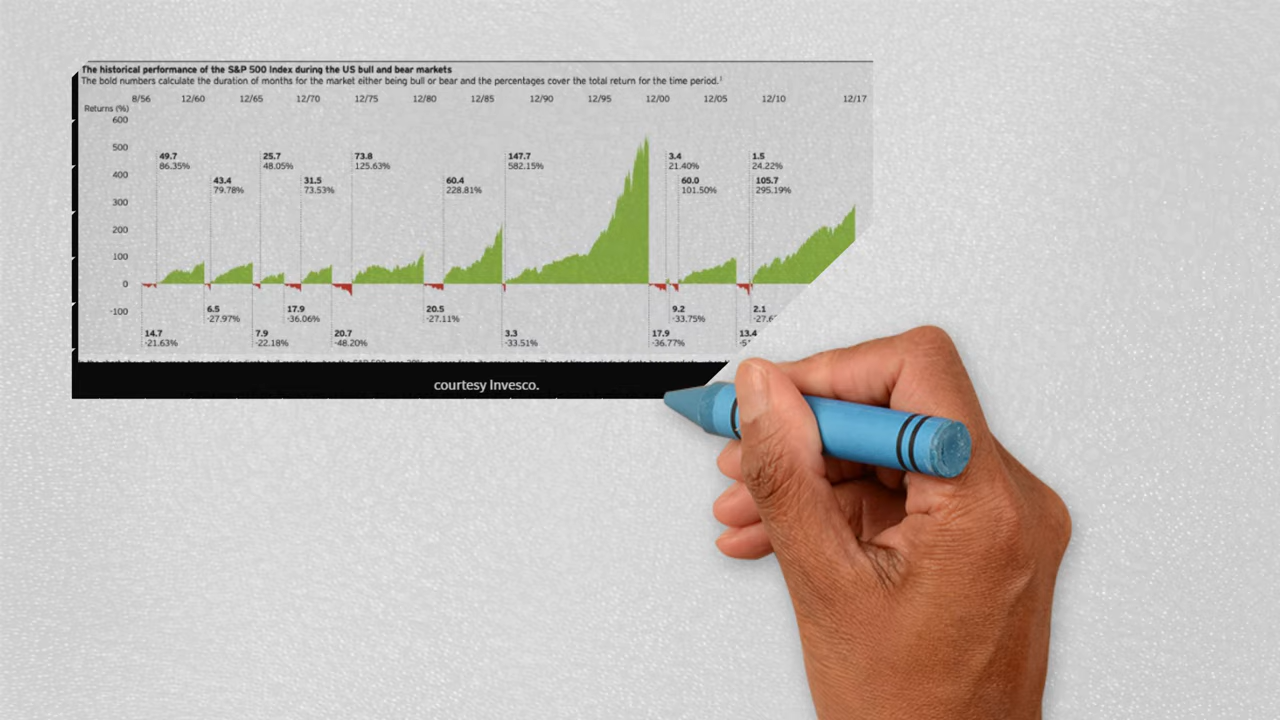 The historical performance of the S&P 500 Index during the US bull and bear markets
The bold numbers calculate the duration of months for the market either being bull or bear and the percentages cover the total return for the time period.¹
8/56 12/60 12/65 12/70 12/75 12/80 12/85 12/90 12/95 12/00 12/05 12/10 12/17
Returns (%)
600
500
400
300
200
100
0
-100
49.7 25.7 73.8 147.7 3.4 1.5
86.35% 48.05% 125.63% 582.15% 21.40% 24.22%
43.4 31.5 60.4 60.0 105.7
79.78% 73.53% 228.81% 101.50% 295.19%
6.5 17.9 20.5 9.2 2.1
-27.97% -36.06% -27.11% -33.75%
14.7 7.9 20.7 3.3 17.9 13.4
-21.63% -22.18% -48.20% -33.51% -36.77%
courtesy Invesco.